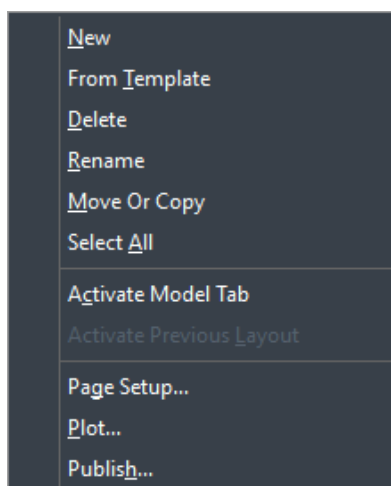 New
From Template
Delete
Rename
Move Or Copy
Select All
Activate Model Tab
Activate Previous Layout
Page Setup...
Plot...
Publish...